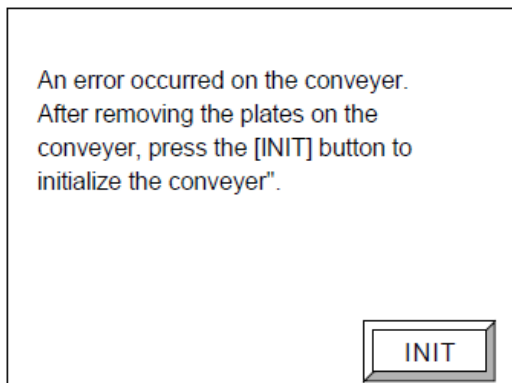 An error occurred on the conveyer.
After removing the plates on the
conveyer, press the [INIT] button to
initialize the conveyer".
INIT